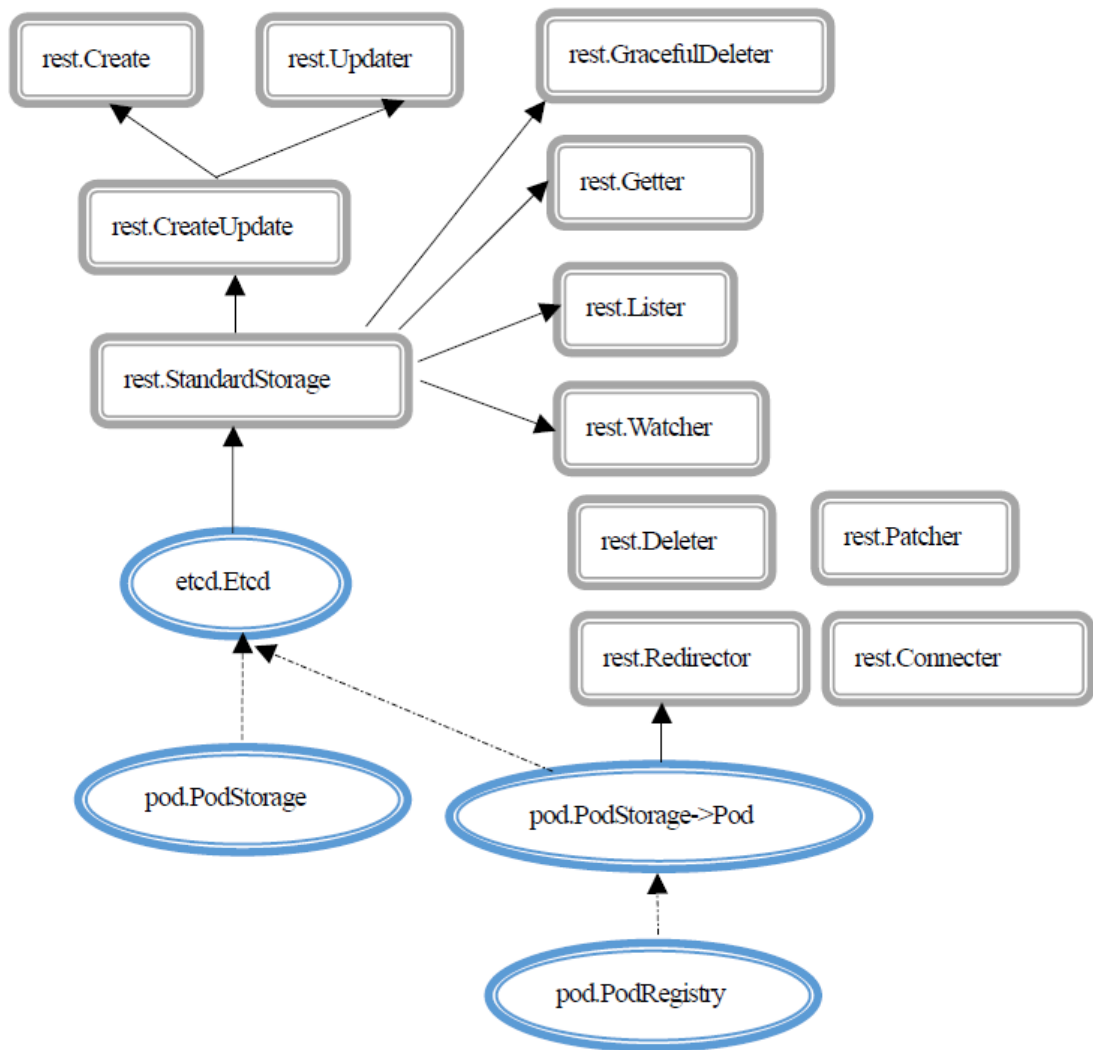 rest.Create
rest.Updater
rest.GracefulDeleter
rest.Getter
rest.CreateUpdate
rest.Lister
rest.StandardStorage
rest.Watcher
rest.Deleter
rest.Patcher
etcd.Etcd
rest.Redirector
rest.Connecter
pod.PodStorage
pod.PodStorage->Pod
pod.PodRegistry